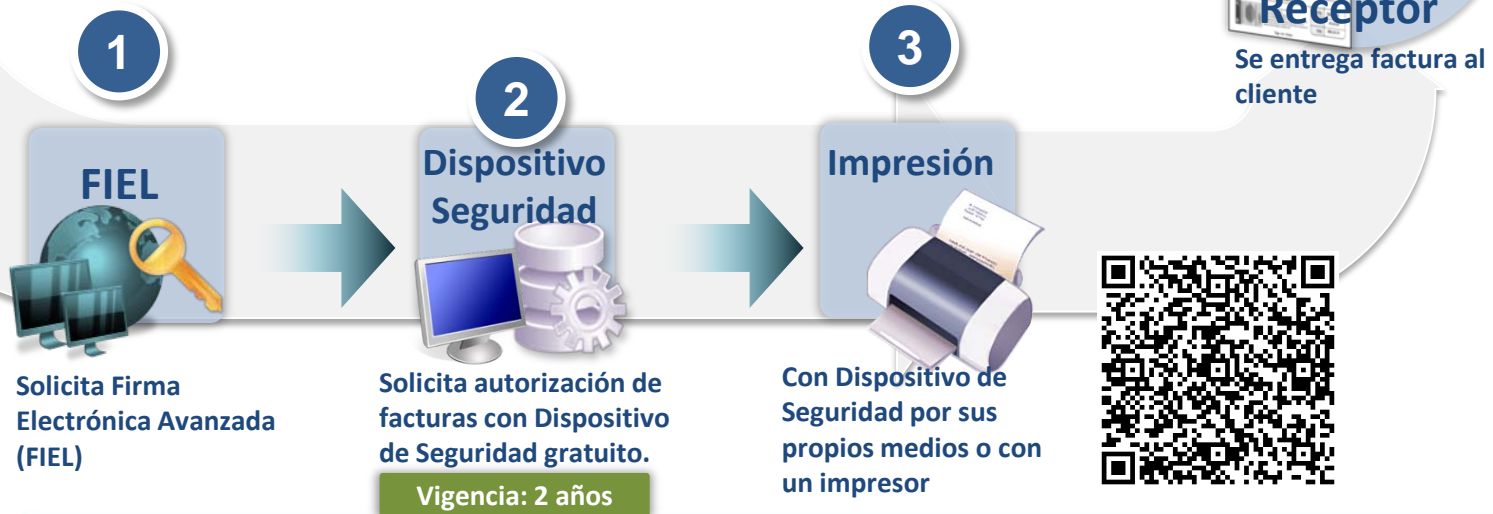 1
FIEL
Solicita Firma
Electrónica Avanzada
(FIEL)
2
Dispositivo
Seguridad
Solicita autorización de
facturas con Dispositivo
de Seguridad gratuito.
Vigencia: 2 años
3
Impresión
Con Dispositivo de
Seguridad por sus
propios medios o con
un impresor
Receptor
Se entrega factura al
cliente